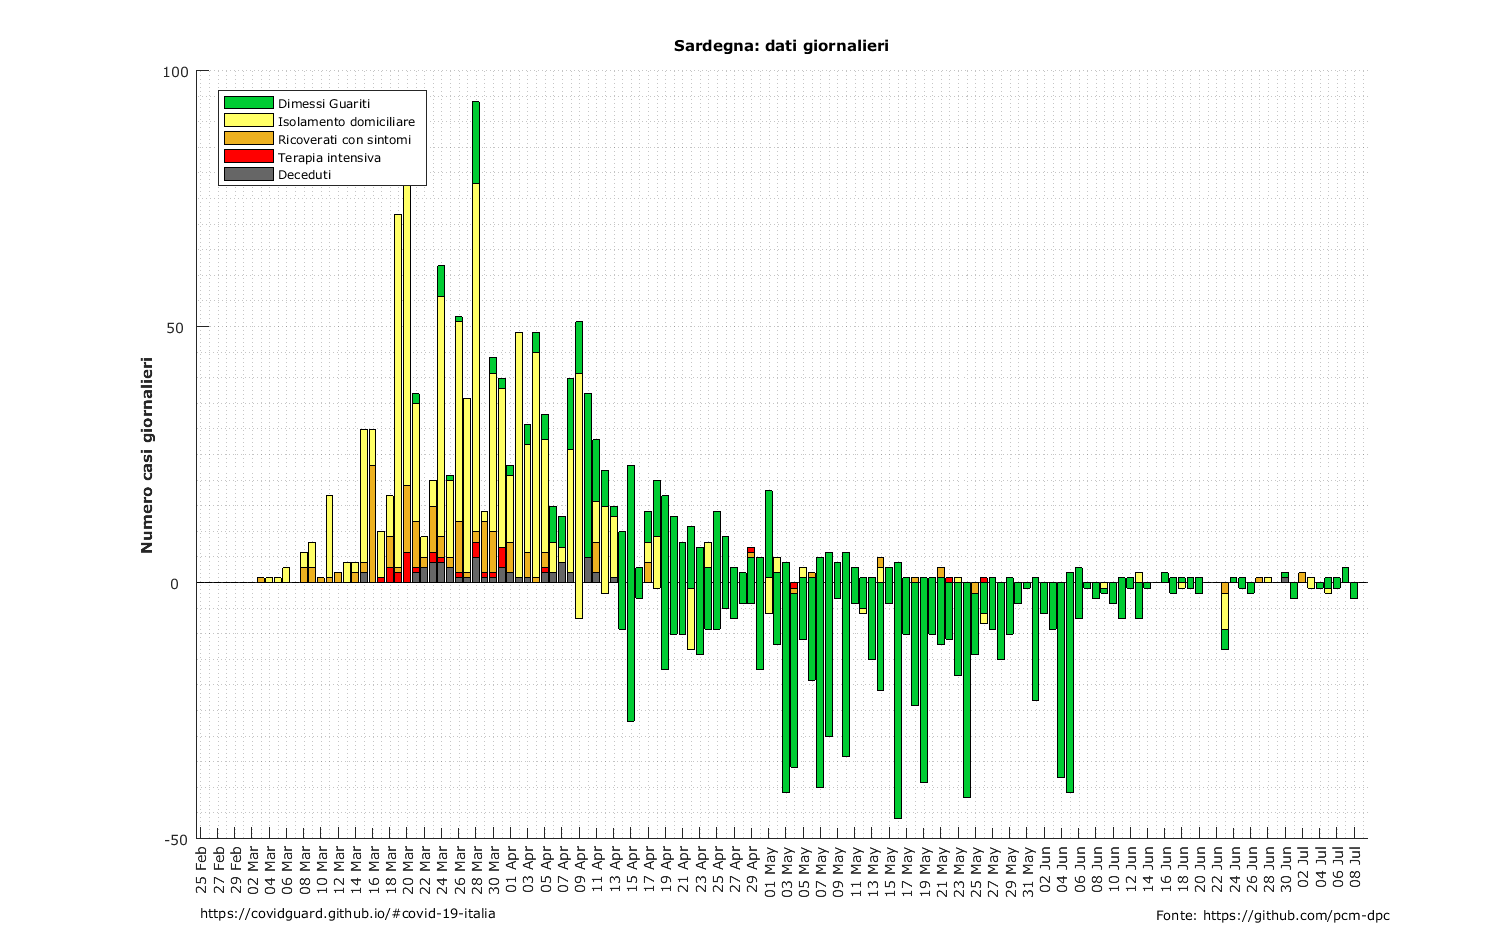 Sardegna: dati giornalieri
100
50
0
-50
Numero casi giornalieri
Dimessi Guariti
Isolamento domiciliare
Ricoverati con sintomi
Terapia intensiva
Deceduti
25 Feb
27 Feb
29 Feb
02 Mar
04 Mar
06 Mar
08 Mar
10 Mar
12 Mar
14 Mar
16 Mar
18 Mar
20 Mar
22 Mar
24 Mar
26 Mar
28 Mar
30 Mar
01 Apr
03 Apr
05 Apr
07 Apr
09 Apr
11 Apr
13 Apr
15 Apr
17 Apr
19 Apr
21 Apr
23 Apr
25 Apr
27 Apr
29 Apr
01 May
03 May
05 May
07 May
09 May
11 May
13 May
15 May
17 May
19 May
21 May
23 May
25 May
27 May
29 May
31 May
02 Jun
04 Jun
06 Jun
08 Jun
10 Jun
12 Jun
14 Jun
16 Jun
18 Jun
20 Jun
22 Jun
24 Jun
26 Jun
28 Jun
30 Jun
02 Jul
04 Jul
06 Jul
08 Jul
https://covidguard.github.io/#covid-19-italia
Fonte: https://github.com/pcm-dpc